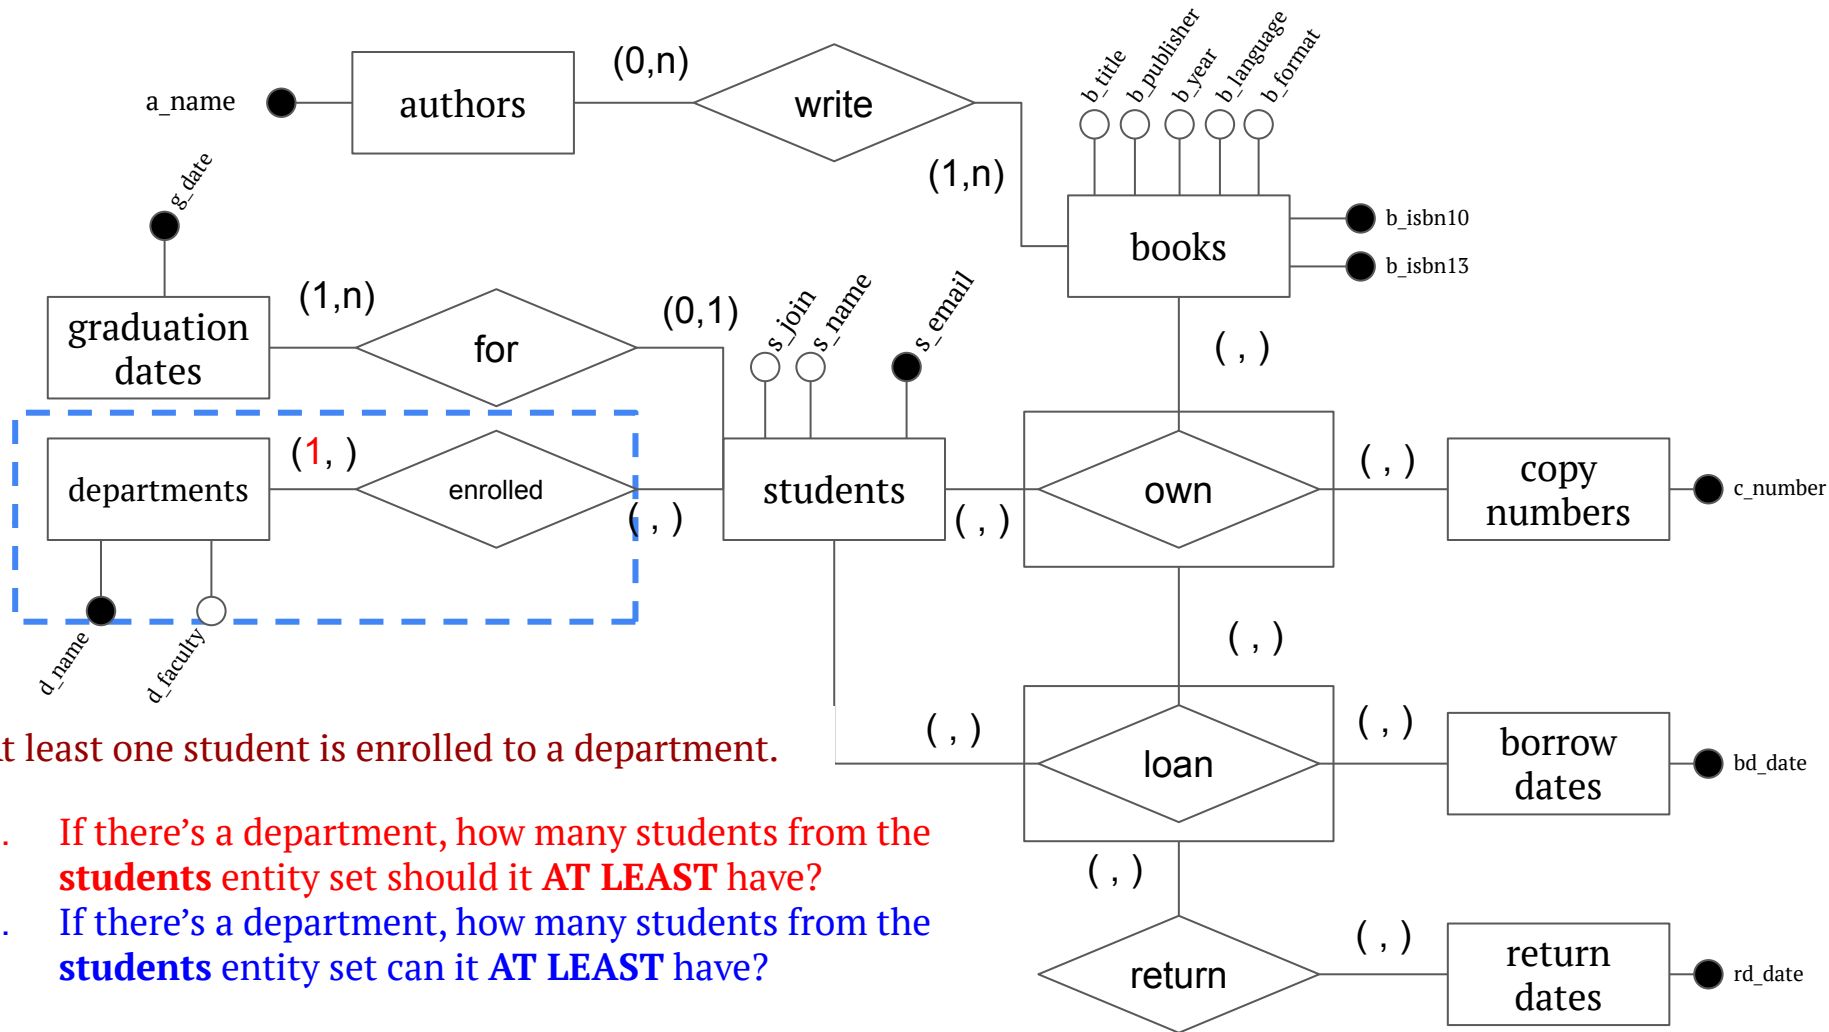 (0,n)
a_name
authors
write
b_title
b_publisher
b_year
b_language
b_format
(1,n)
b_isbn10
books
b_isbn13
g_date
(1,n)
(0,1)
graduation
dates
for
s_join
s_name
s_email
( , )
(1, )
departments
enrolled
( , )
students
( , )
own
( , )
copy
numbers
c_number
d_name
d_faculty
( , )
least one student is enrolled to a department.
( , )
loan
( , )
borrow
dates
bd_date
. If there’s a department, how many students from the
students entity set should it AT LEAST have?
. If there’s a department, how many students from the
students entity set can it AT LEAST have?
( , )
return
( , )
return
dates
rd_date